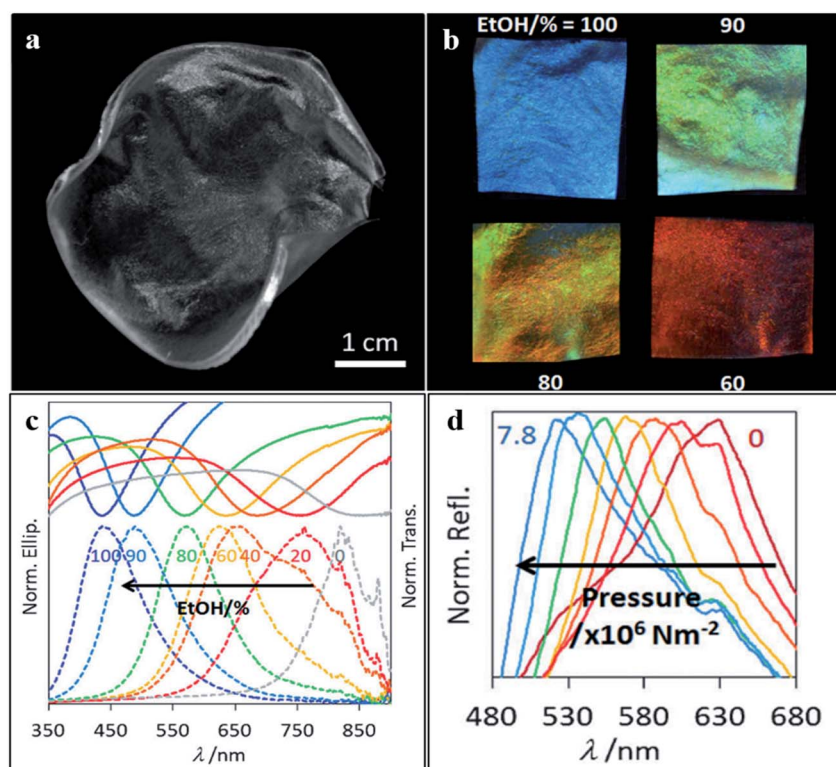 a
1 cm
b
EtOH/% = 100 90
80 60
c
Norm. Ellip.
Norm. Trans.
100 90 80 60 40 20 0
EtOH/%
350 450 550 650 750 850
λ /nm
d
Norm. Refl.
7.8 0
Pressure
/x10⁶ Nm⁻²
480 530 580 630 680
λ /nm